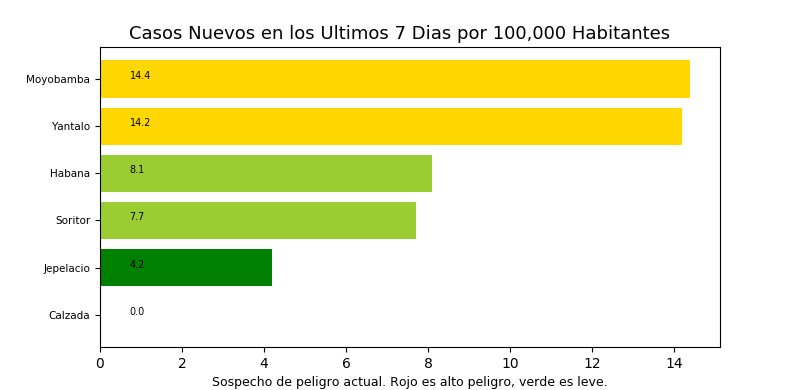 Casos Nuevos en los Ultimos 7 Dias por 100,000 Habitantes
Moyobamba 14.4
Yantalo 14.2
Habana 8.1
Soritor 7.7
Jepelacio 4.2
Calzada 0.0
0 2 4 6 8 10 12 14
Sospecho de peligro actual. Rojo es alto peligro, verde es leve.